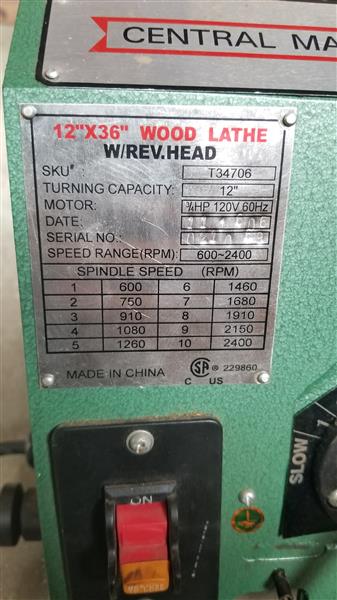 CENTRAL MA
12"X36" WOOD LATHE
W/REV.HEAD
SKU#: T34706
TURNING CAPACITY: 12"
MOTOR: ¾HP 120V 60Hz
DATE:
SERIAL NO.:
SPEED RANGE(RPM): 600~2400
SPINDLE SPEED (RPM)
1 600 6 1460
2 750 7 1680
3 910 8 1910
4 1080 9 2150
5 1260 10 2400
MADE IN CHINA SA ® 229860
C US
ON
SLOW 1